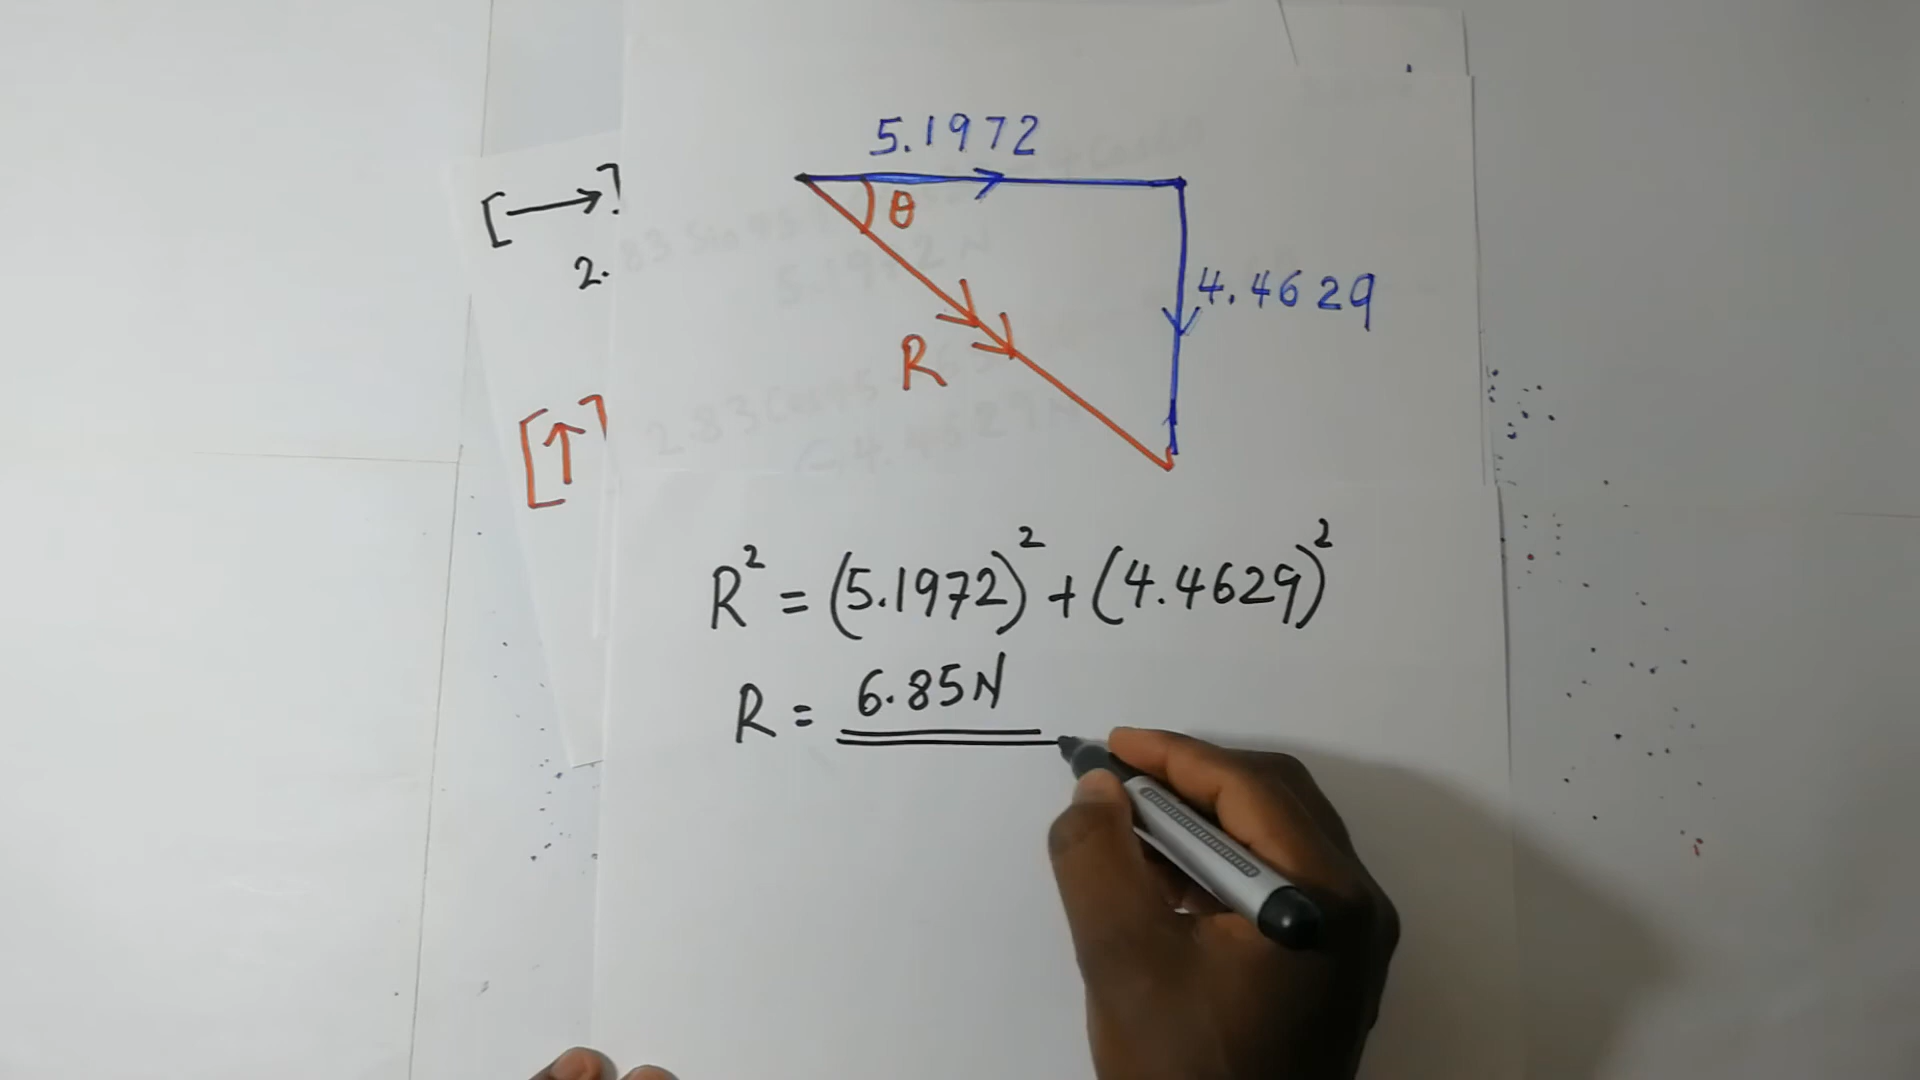 5.1972
[→]
θ
2.
4.4629
R
[↑]
R² = (5.1972)² + (4.4629)²
R = 6.85N